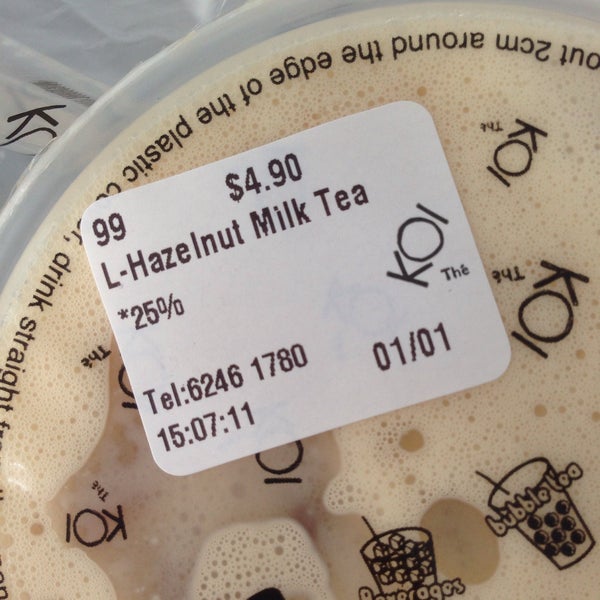 out 2cm around the edge of the plastic
drink straight
$4.90
99
L-Hazelnut Milk Tea
*25%
KOI
Thé
Tel:6246 1780
01/01
15:07:11
KOI
Thé
KOI
Thé
KOI
Thé
KOI
Thé
KOI
bubble tea
Beverages